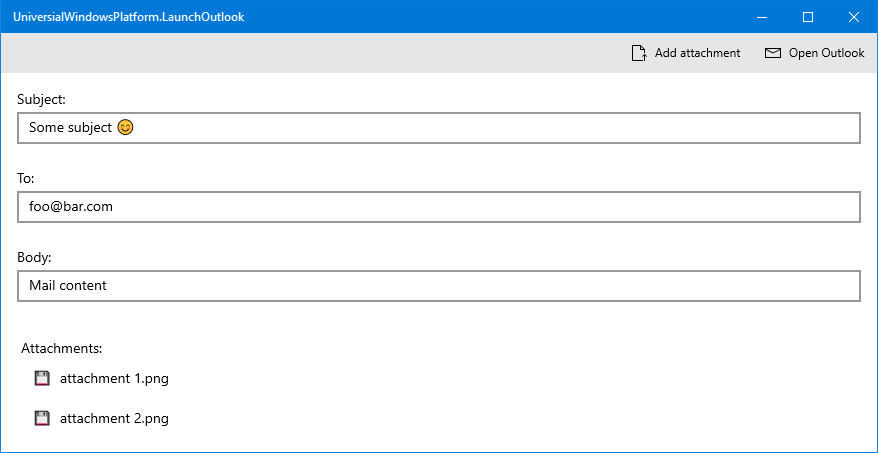 UniversialWindowsPlatform.LaunchOutlook
Add attachment Open Outlook
Subject:
Some subject 😊
To:
foo@bar.com
Body:
Mail content
Attachments:
attachment 1.png
attachment 2.png